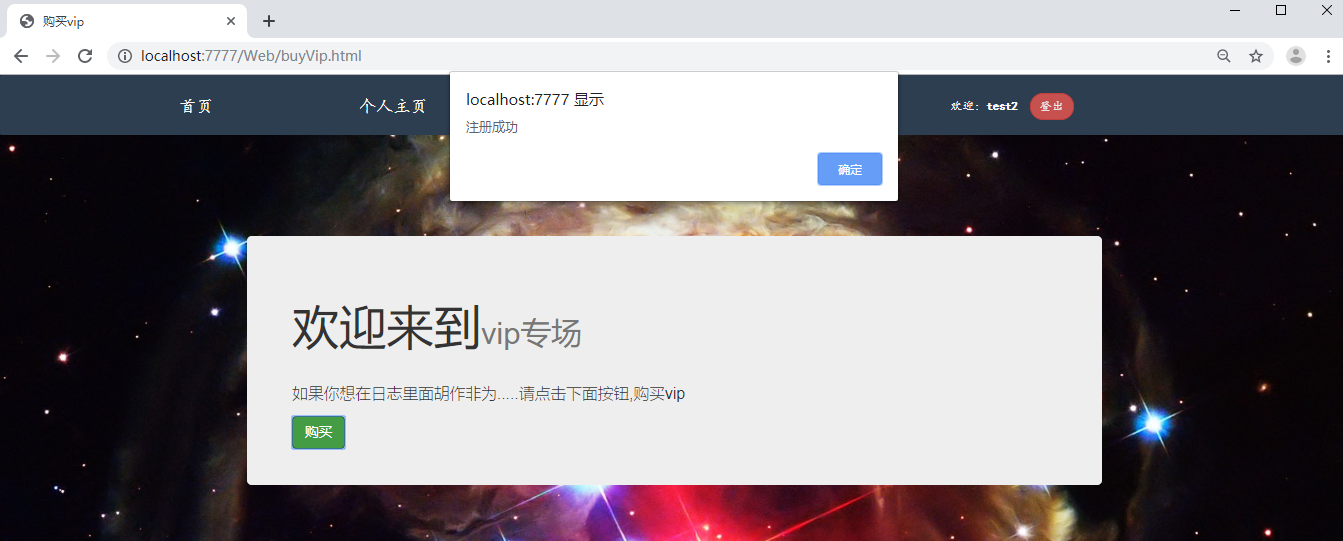 购买vip
localhost:7777/Web/buyVip.html
首页
个人主页
localhost:7777 显示
注册成功
确定
欢迎：test2
登出
欢迎来到vip专场
如果你想在日志里面胡作非为.....请点击下面按钮,购买vip
购买